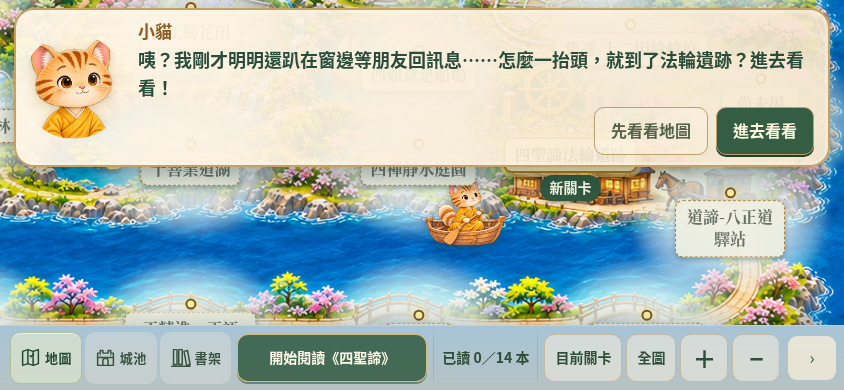 小貓
咦？我剛才明明還趴在窗邊等朋友回訊息⋯⋯怎麼一抬頭，就到了法輪遺跡？進去看
看！
先看看地圖
進去看看
四聖諦法輪遺跡
十善業道湖
四禪靜水庭園
新關卡
道諦-八正道
驛站
地圖
城池
書架
開始閱讀《四聖諦》
已讀 0／14 本
目前關卡
全圖
＋
－
›